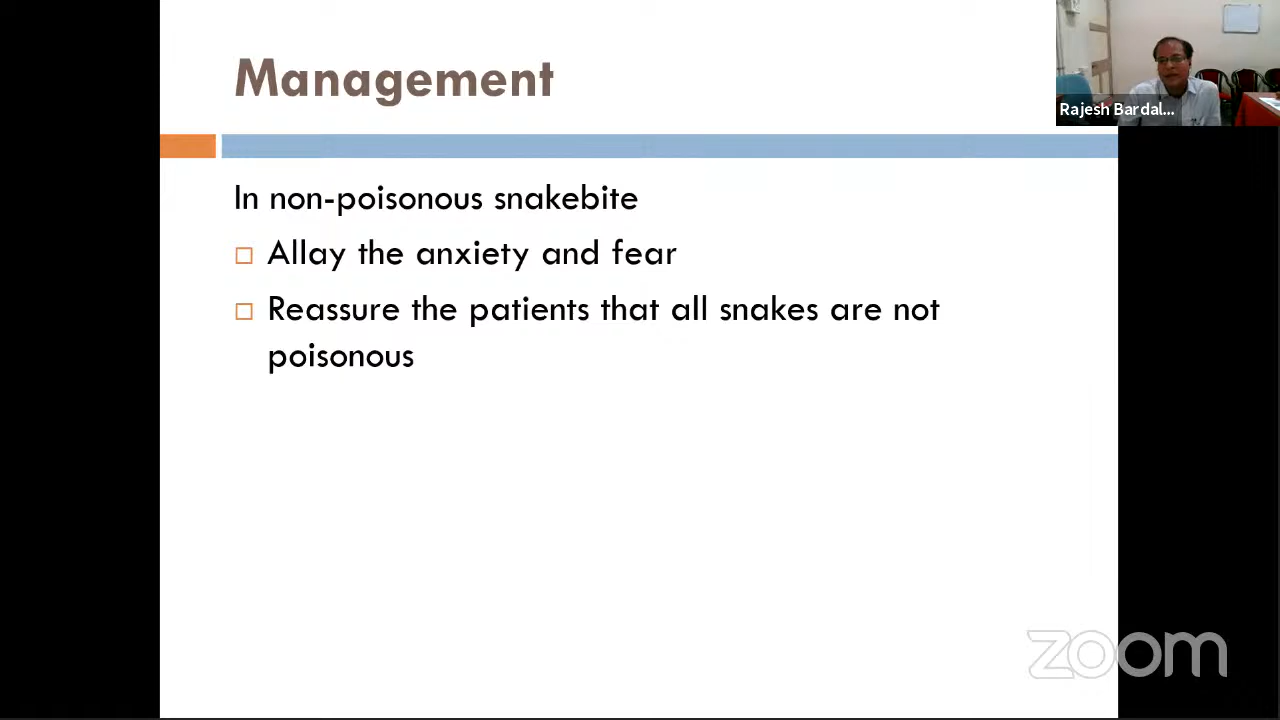 Management
Rajesh Bardal...
In non-poisonous snakebite
Allay the anxiety and fear
Reassure the patients that all snakes are not
poisonous
zoom